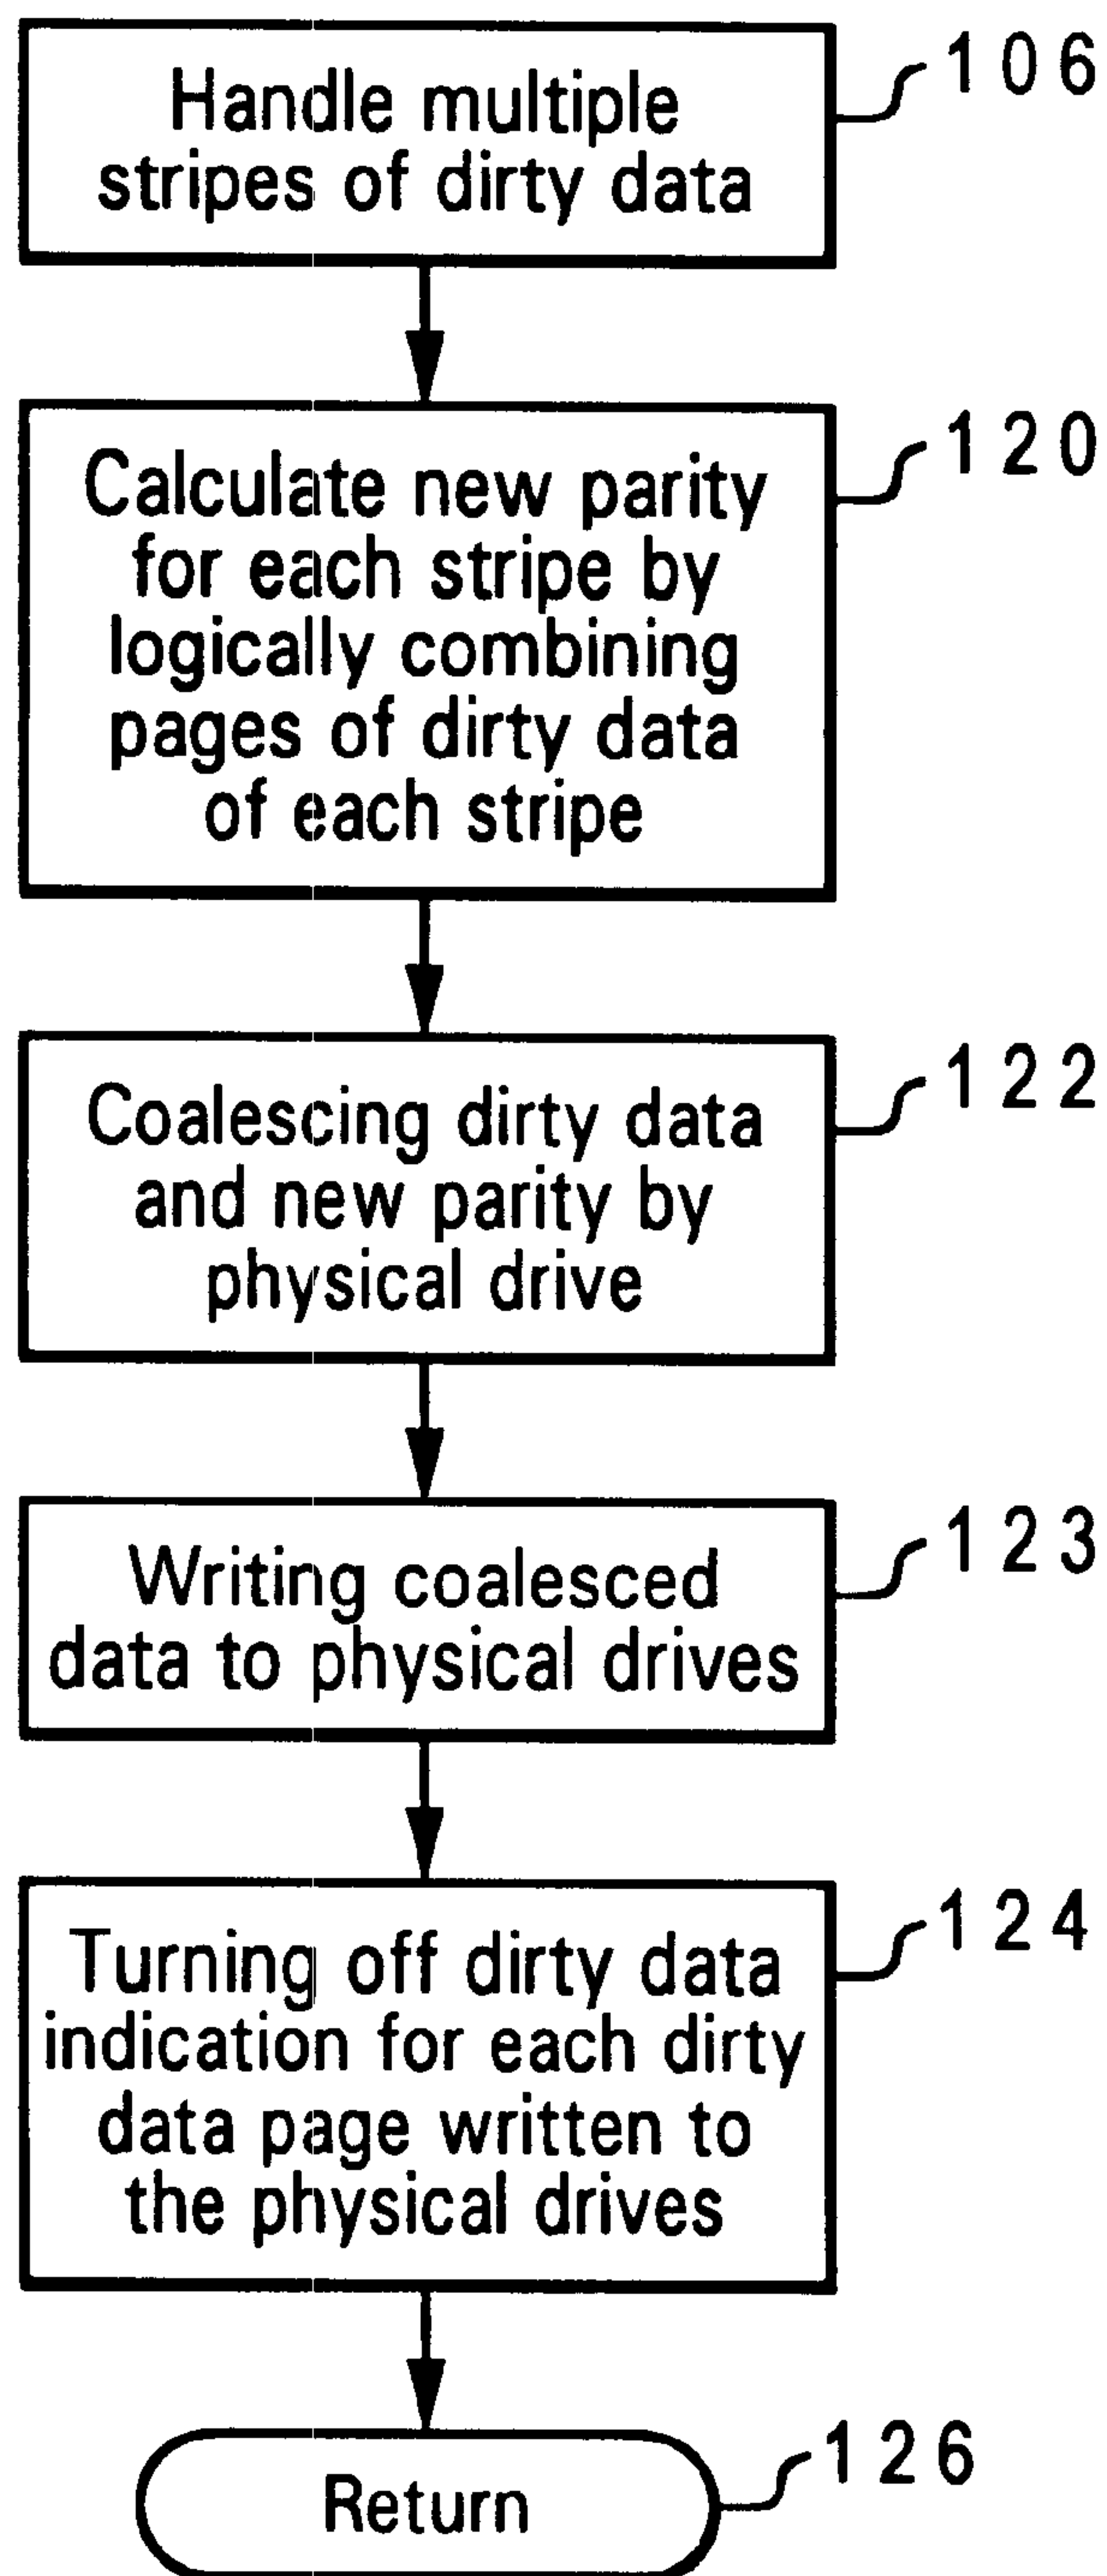 Handle multiple
stripes of dirty data
106
Calculate new parity
for each stripe by
logically combining
pages of dirty data
of each stripe
120
Coalescing dirty data
and new parity by
physical drive
122
Writing coalesced
data to physical drives
123
Turning off dirty data
indication for each dirty
data page written to
the physical drives
124
Return
126